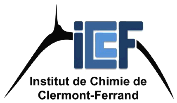 iCCF
Institut de Chimie de
Clermont-Ferrand